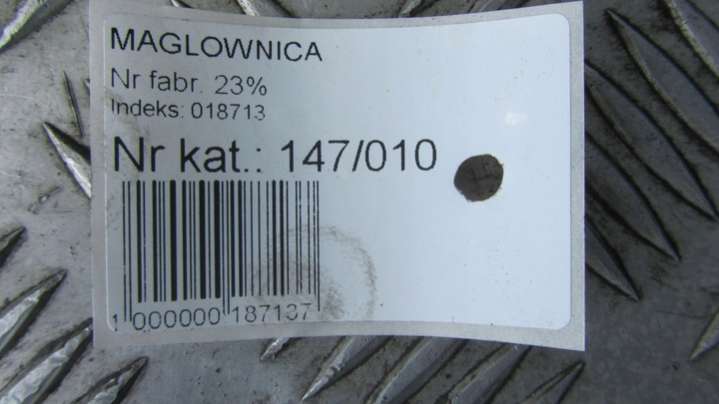 MAGLOWNICA
Nr fabr. 23%
Indeks: 018713
Nr kat.: 147/010
1 000000 187137